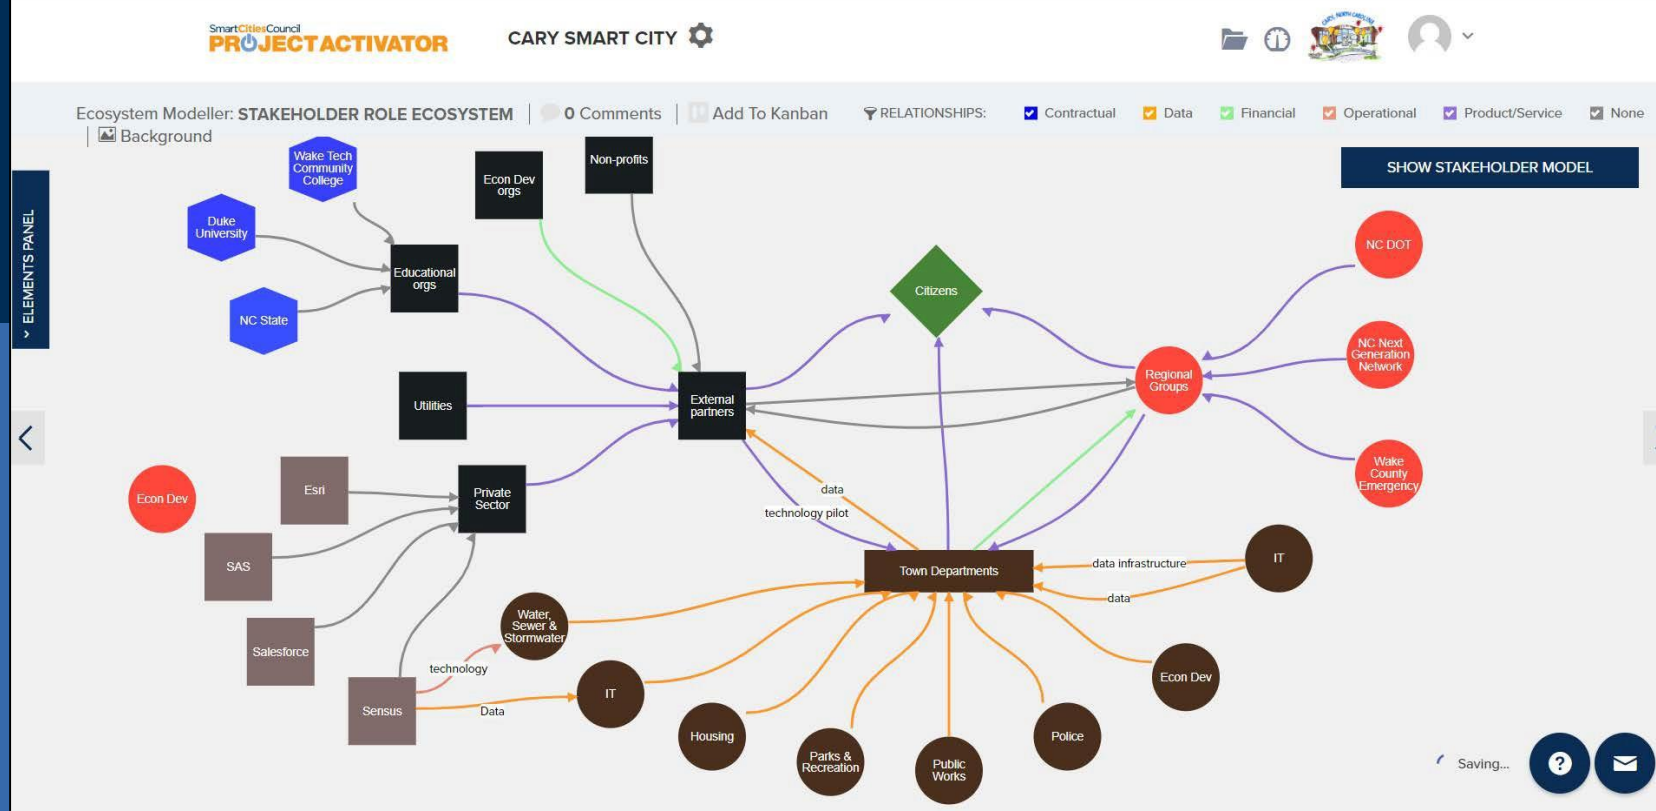 SmartCitiesCouncil
PROJECTACTIVATOR
CARY SMART CITY
Ecosystem Modeller: STAKEHOLDER ROLE ECOSYSTEM
0 Comments
Add To Kanban
RELATIONSHIPS:
Contractual
Data
Financial
Operational
Product/Service
None
Background
SHOW STAKEHOLDER MODEL
ELEMENTS PANEL
Wake Tech
Community
College
Econ Dev
orgs
Non-profits
Duke
University
Educational
orgs
NC State
Citizens
NC DOT
NC Next
Generation
Network
Regional
Groups
Utilities
External
partners
Wake
County
Emergency
Econ Dev
Esri
Private
Sector
data
technology pilot
SAS
Town Departments
data infrastructure
IT
data
Water,
Sewer &
Stormwater
Salesforce
technology
Sensus
Data
IT
Econ Dev
Housing
Parks &
Recreation
Public
Works
Police
Saving...
?